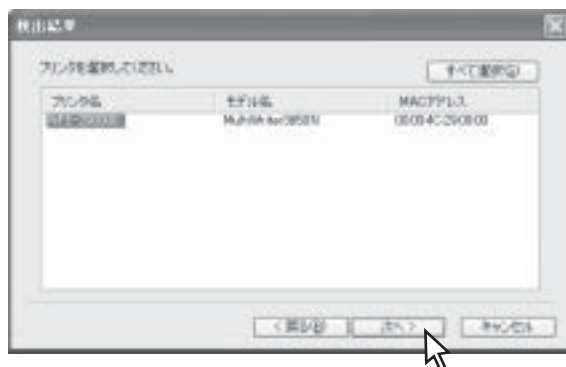 検出結果
プリンタを選択してください。
すべて選択(S)
プリンタ名 モデル名 MACアドレス
MultiWriter3850N
< 戻る(B) 次へ > キャンセル